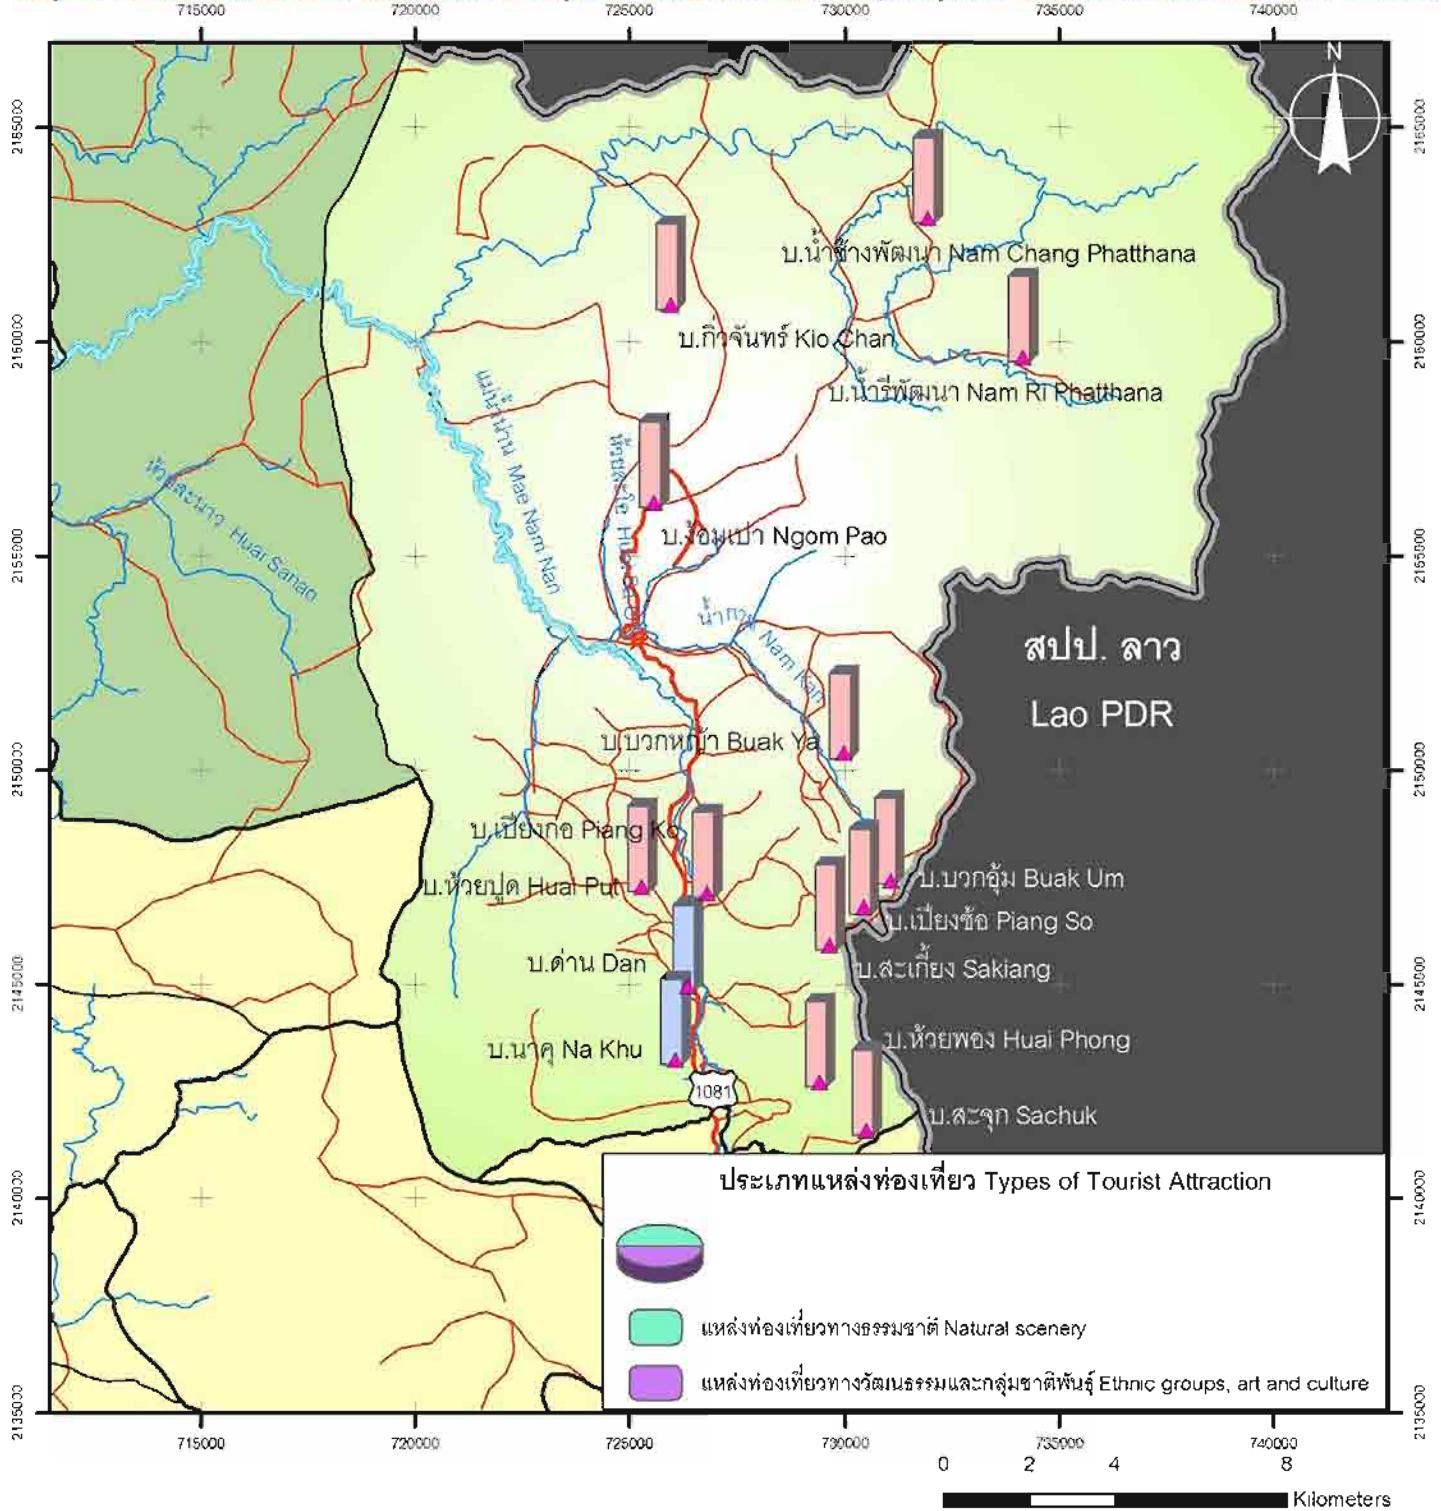 715000 720000 725000 730000 735000 740000
N
2165000 2165000
บ.น้ำช้างพัฒนา Nam Chang Phatthana
บ.กิ่วจันทร์ Kio Chan
2160000 2160000
บ.น้ำรีพัฒนา Nam Ri Phatthana
แม่น้ำน่าน Mae Nam Nan
ห้วยสะนาว Huai Sanao
บ.ง้อมเปา Ngom Pao
2155000 2155000
Nam Kan
สปป. ลาว
Lao PDR
บ.บวกหญ้า Buak Ya
2150000 2150000
บ.เปียงกอ Piang Ko
บ.ห้วยปูด Huai Put
บ.บวกอุ้ม Buak Um
บ.เปียงซ้อ Piang So
บ.ด่าน Dan
บ.สะเกี้ยง Sakiang
2145000 2145000
บ.ห้วยพอง Huai Phong
บ.นาคุ Na Khu
1081
บ.สะจุก Sachuk
ประเภทแหล่งท่องเที่ยว Types of Tourist Attraction
2140000 2140000
แหล่งท่องเที่ยวทางธรรมชาติ Natural scenery
แหล่งท่องเที่ยวทางวัฒนธรรมและกลุ่มชาติพันธุ์ Ethnic groups, art and culture
2135000 2135000
715000 720000 725000 730000 735000 740000
0 2 4 8
Kilometers